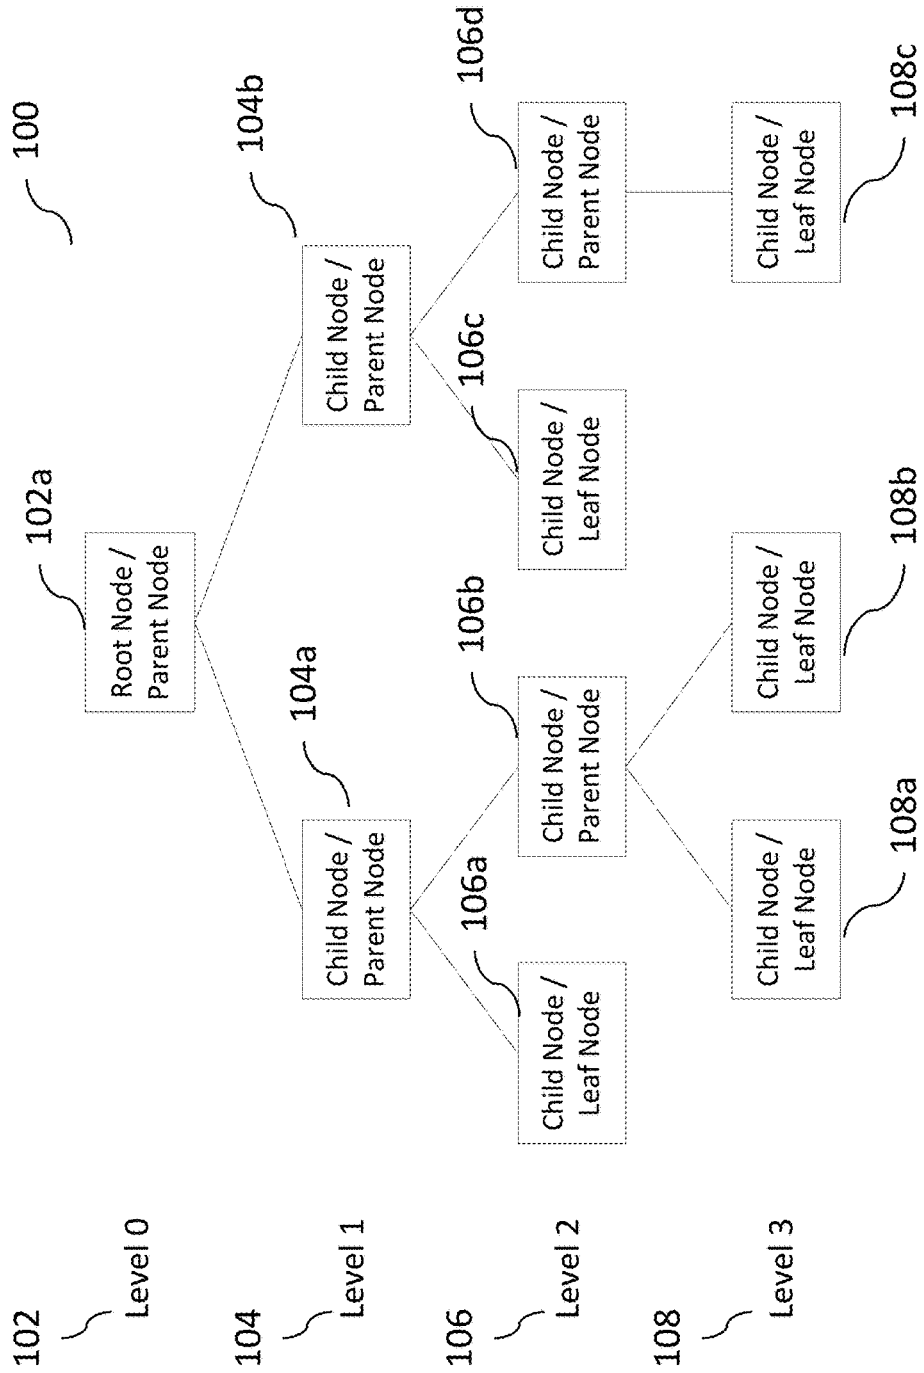 100
102
Level 0
102a
Root Node /
Parent Node
104
Level 1
104a
Child Node /
Parent Node
104b
Child Node /
Parent Node
106
Level 2
106a
Child Node /
Leaf Node
106b
Child Node /
Parent Node
106c
Child Node /
Leaf Node
106d
Child Node /
Parent Node
108
Level 3
Child Node /
Leaf Node
108a
Child Node /
Leaf Node
108b
Child Node /
Leaf Node
108c